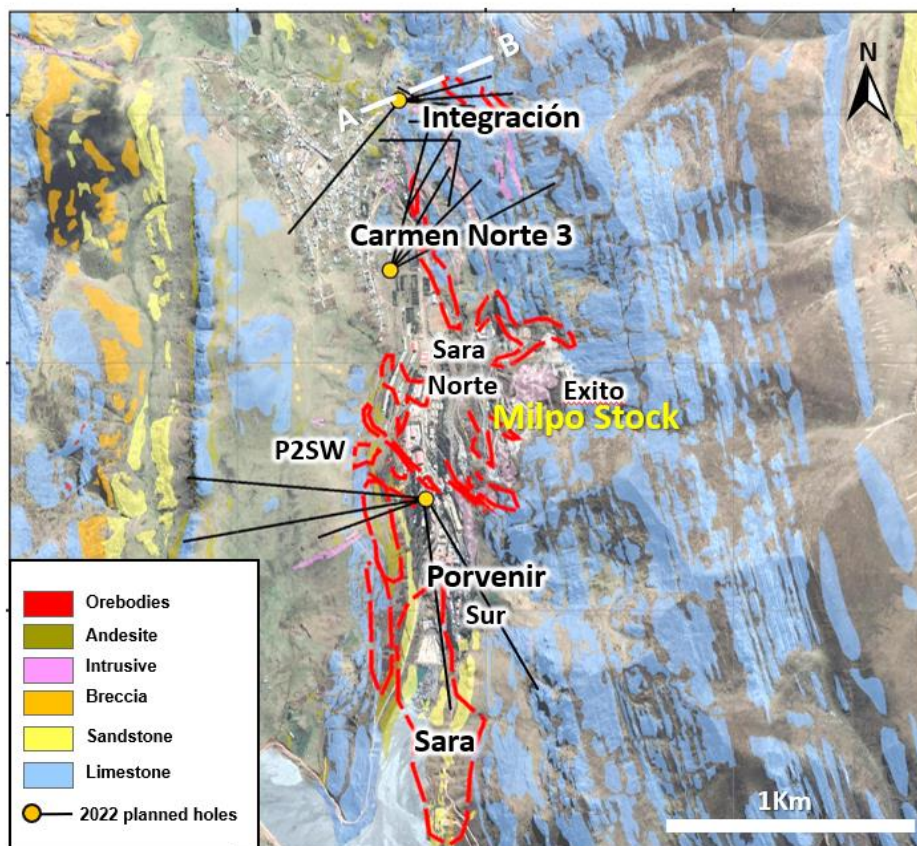 N
A
B
Integración
Carmen Norte 3
Sara
Norte
Exito
Milpo Stock
P2SW
Porvenir
Sur
Sara
Orebodies
Andesite
Intrusive
Breccia
Sandstone
Limestone
2022 planned holes
1Km